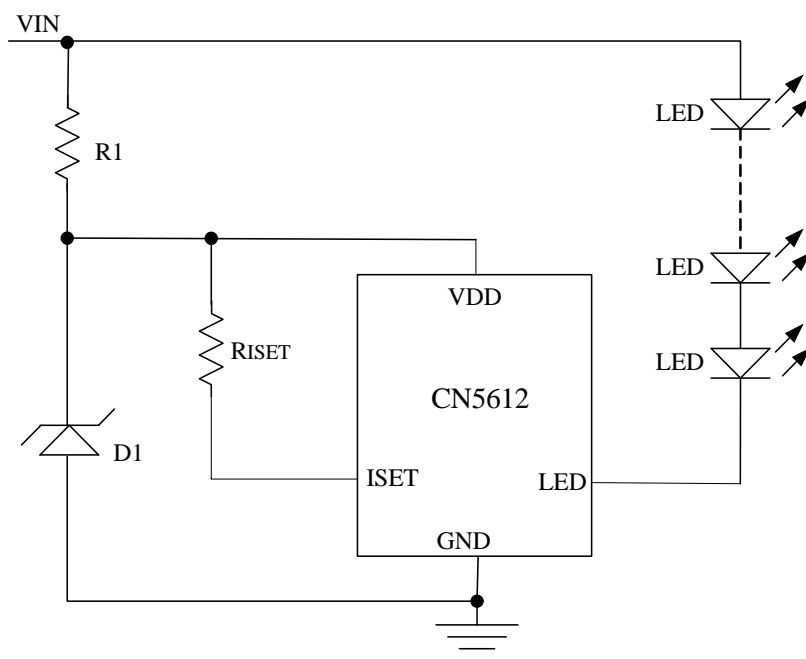 VIN
LED
R1
LED
VDD
RISET
LED
CN5612
D1
ISET
LED
GND